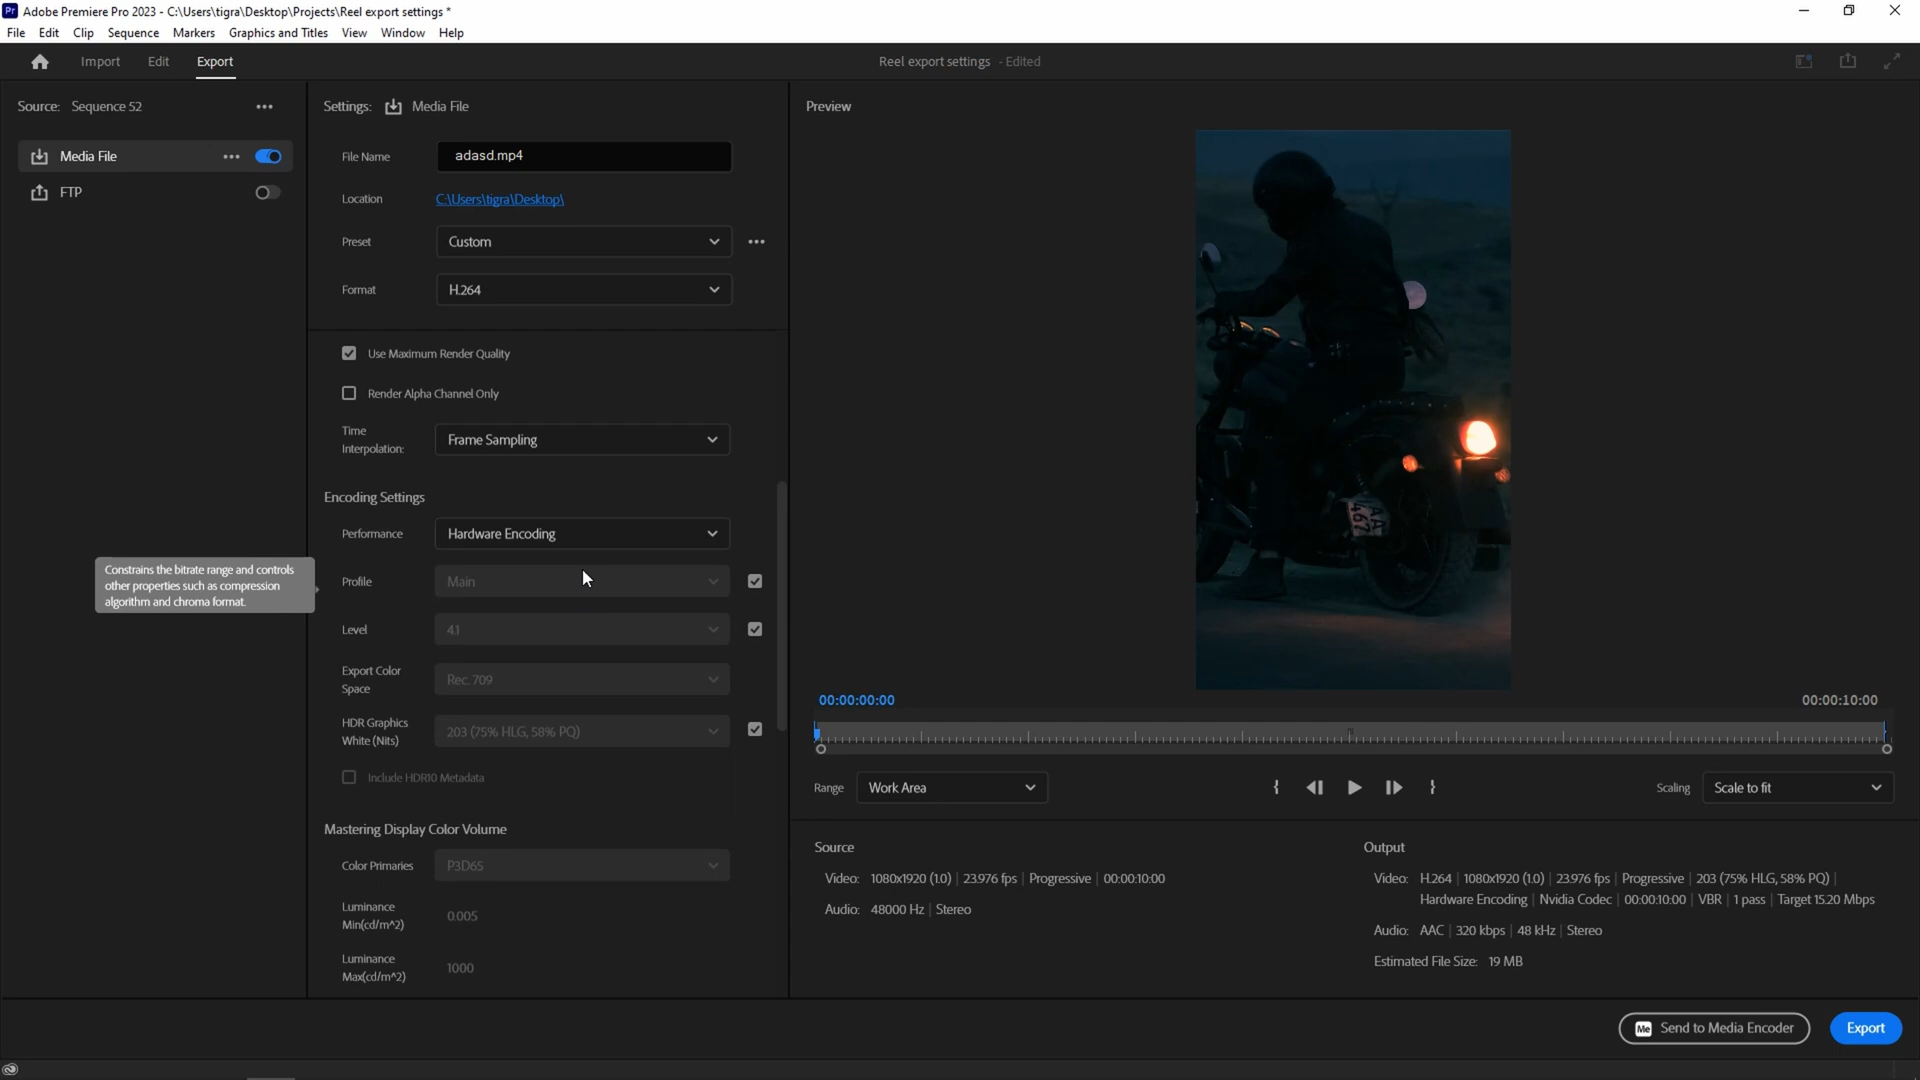 Pr Adobe Premiere Pro 2023 - C:\Users\tigra\Desktop\Projects\Reel export settings *
File Edit Clip Sequence Markers Graphics and Titles View Window Help
Import Edit Export
Reel export settings - Edited
Source: Sequence 52
Settings: Media File
Preview
Media File
FTP
File Name adasd.mp4
Location C:\Users\tigra\Desktop\
Preset Custom
Format H.264
Use Maximum Render Quality
Render Alpha Channel Only
Time
Interpolation: Frame Sampling
Encoding Settings
Performance Hardware Encoding
Constrains the bitrate range and controls
other properties such as compression
algorithm and chroma format.
Profile Main
Level 4.1
Export Color
Space Rec. 709
HDR Graphics
White (Nits) 203 (75% HLG, 58% PQ)
Include HDR10 Metadata
Mastering Display Color Volume
Color Primaries P3D65
Luminance
Min(cd/m^2) 0.005
Luminance
Max(cd/m^2) 1000
00:00:00:00
00:00:10:00
Range Work Area
Scaling Scale to fit
Source
Video: 1080x1920 (1.0) | 23.976 fps | Progressive | 00:00:10:00
Audio: 48000 Hz | Stereo
Output
Video: H.264 | 1080x1920 (1.0) | 23.976 fps | Progressive | 203 (75% HLG, 58% PQ) |
Hardware Encoding | Nvidia Codec | 00:00:10:00 | VBR | 1 pass | Target 15.20 Mbps
Audio: AAC | 320 kbps | 48 kHz | Stereo
Estimated File Size: 19 MB
Me Send to Media Encoder
Export